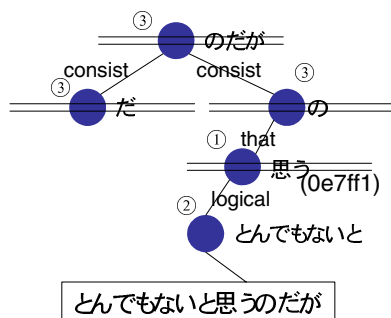 ③ のだが
consist consist
③ だ ③ の
① that
思う(0e7ff1)
logical
② とんでもないと
とんでもないと思うのだが